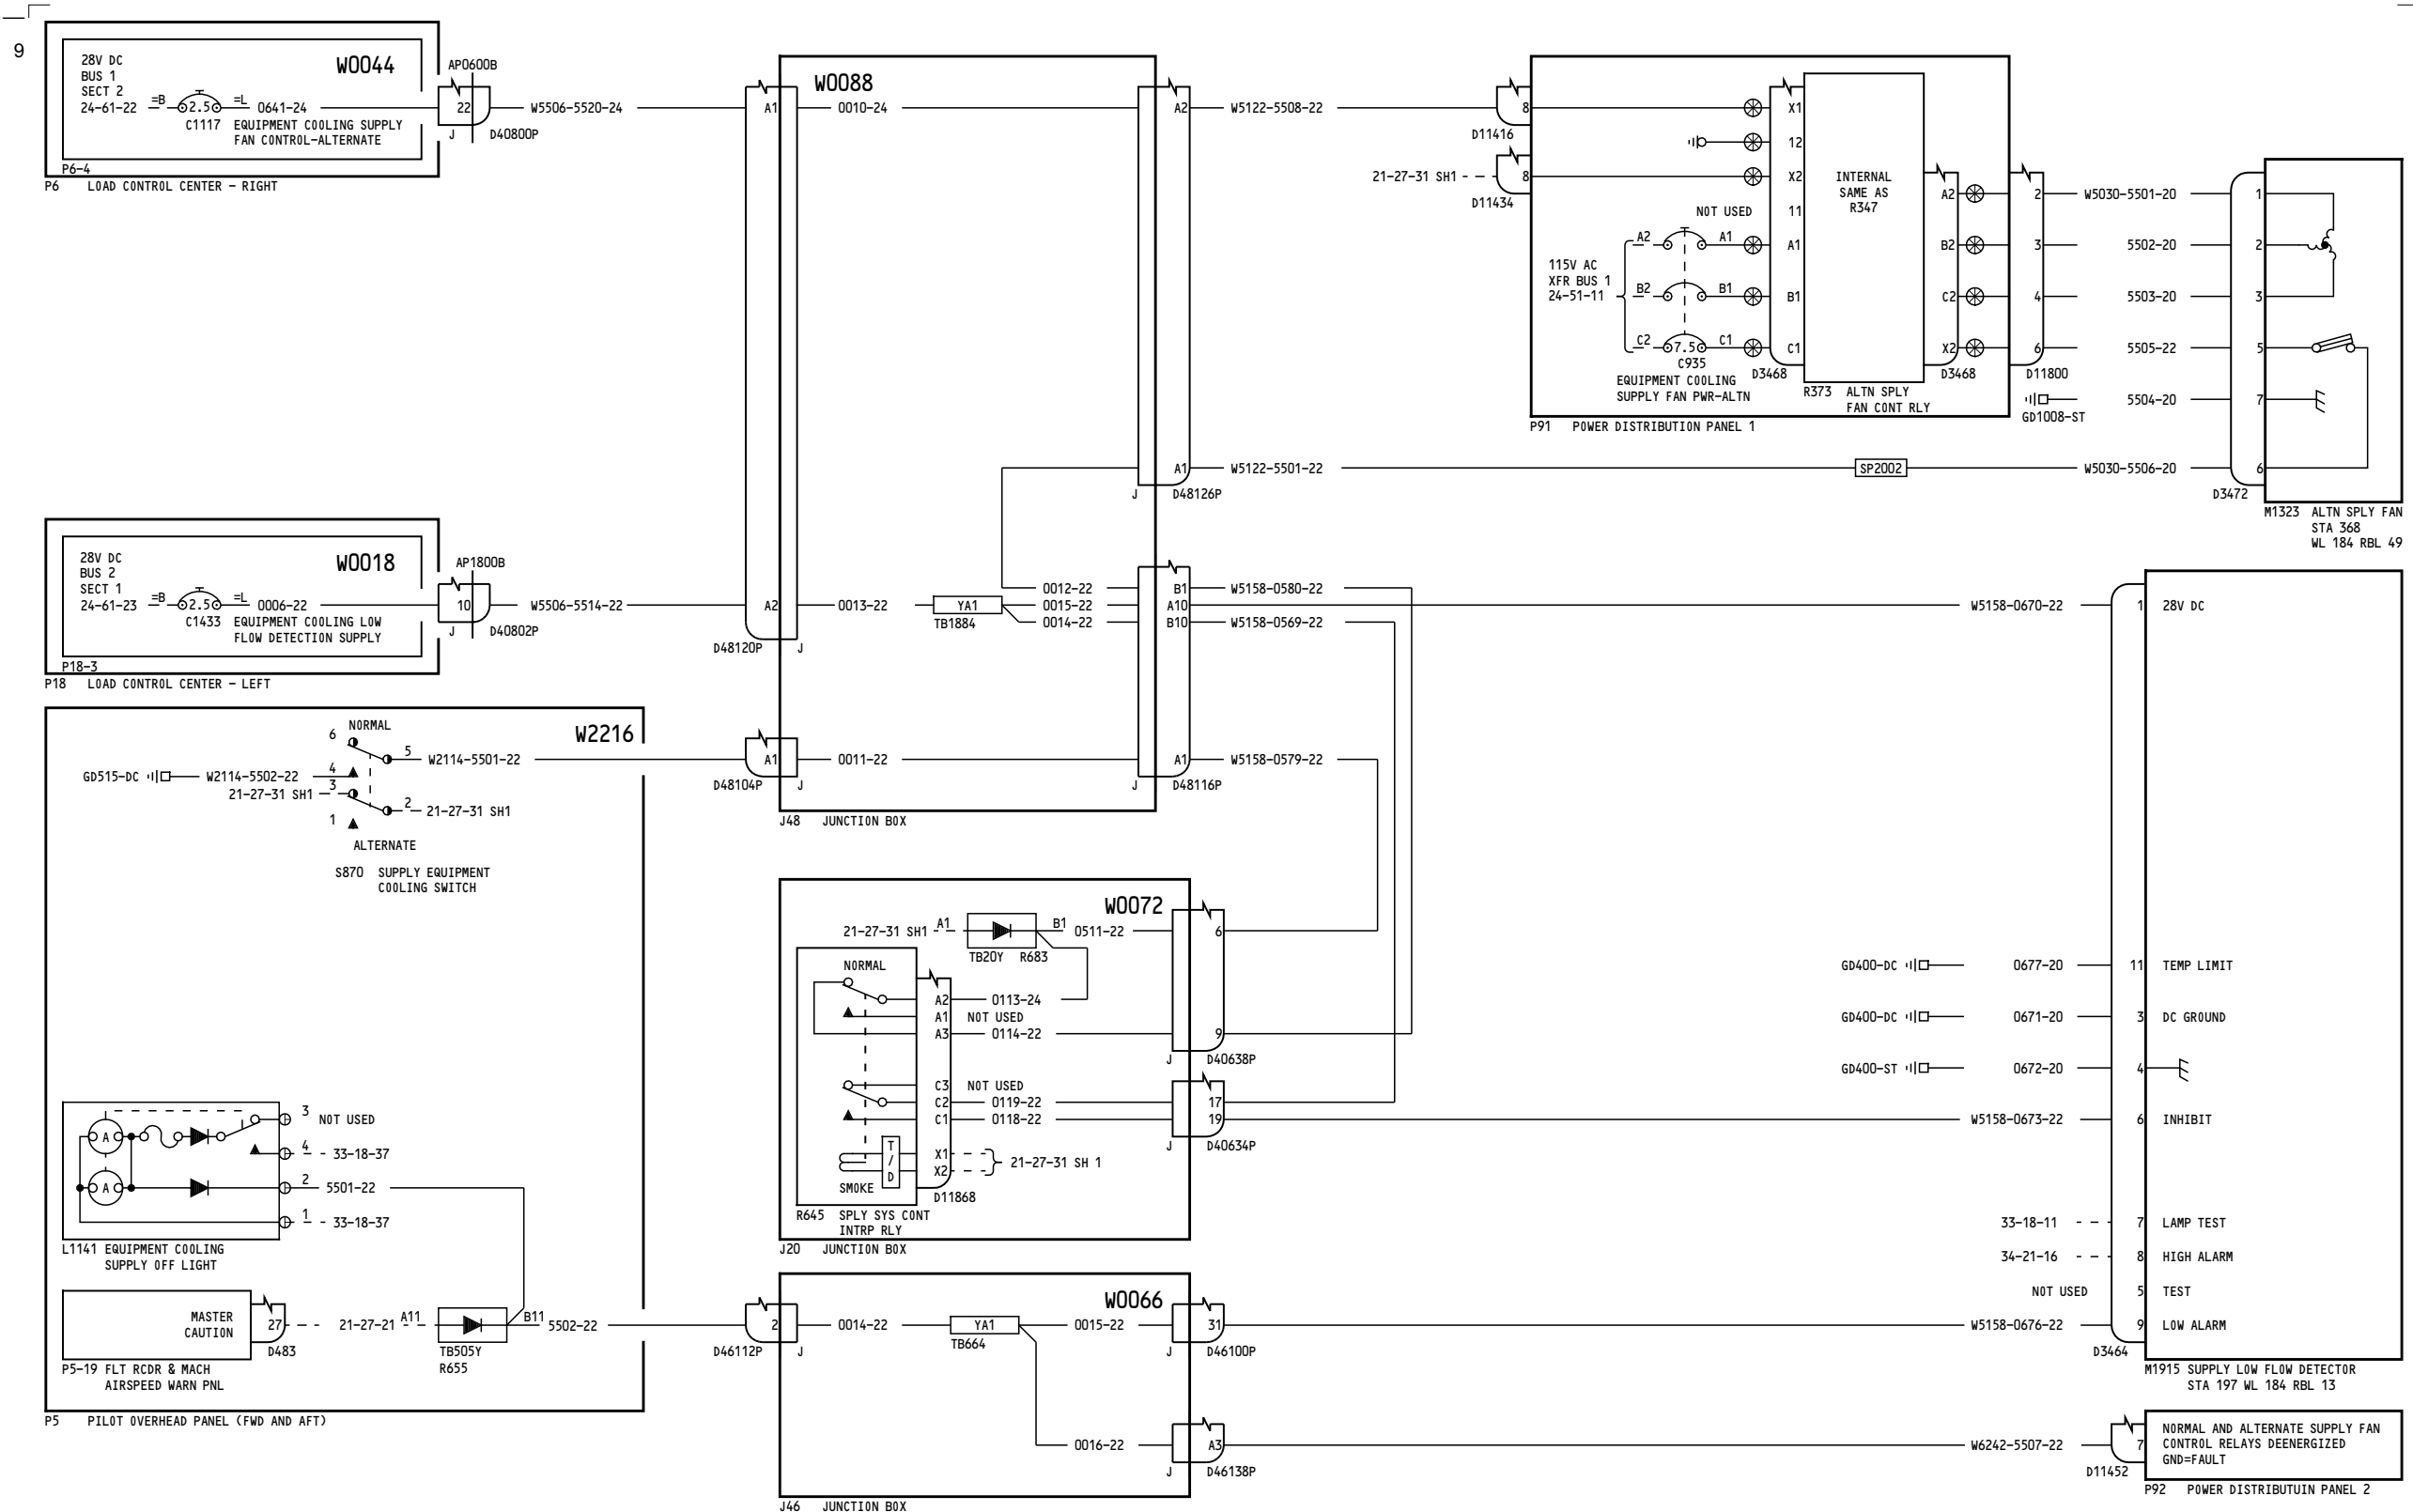 9
28V DC
BUS 1
SECT 2
24-61-22 =B 2.5 =L 0641-24
C1117 EQUIPMENT COOLING SUPPLY
FAN CONTROL-ALTERNATE
W0044
P6-4
P6 LOAD CONTROL CENTER - RIGHT
AP0600B
22
J D40800P
W5506-5520-24
W0088
A1 0010-24 A2
W5122-5508-22
8
D11416
21-27-31 SH1 8
D11434
X1
12
X2
NOT USED 11
A2 A1 A1
115V AC
XFR BUS 1
24-51-11
B2 B1 B1
C2 7.5 C1 C1
C935
EQUIPMENT COOLING
SUPPLY FAN PWR-ALTN
D3468
INTERNAL
SAME AS
R347
R373 ALTN SPLY
FAN CONT RLY
A2 2
B2 3
C2 4
X2 6
D3468
D11800
P91 POWER DISTRIBUTION PANEL 1
W5030-5501-20 1
5502-20 2
5503-20 3
5505-22 5
GD1008-ST 5504-20 7
A1 W5122-5501-22 SP2002 W5030-5506-20 6
J D48126P
D3472
M1323 ALTN SPLY FAN
STA 368
WL 184 RBL 49
28V DC
BUS 2
SECT 1
24-61-23 =B 2.5 =L 0006-22
C1433 EQUIPMENT COOLING LOW
FLOW DETECTION SUPPLY
W0018
P18-3
P18 LOAD CONTROL CENTER - LEFT
AP1800B
10
J D40802P
W5506-5514-22
A2 0013-22 YA1
TB1884
D48120P J
0012-22 B1 W5158-0580-22
0015-22 A10 W5158-0670-22 1 28V DC
0014-22 B10 W5158-0569-22
W2216
NORMAL
6
5 W2114-5501-22
GD515-DC W2114-5502-22 4
21-27-31 SH1 3
2 21-27-31 SH1
1
ALTERNATE
S870 SUPPLY EQUIPMENT
COOLING SWITCH
A1 0011-22 A1 W5158-0579-22
D48104P J
J D48116P
J48 JUNCTION BOX
W0072
21-27-31 SH1 A1 B1 0511-22 6
TB20Y R683
NORMAL
A2 0113-24
A1 NOT USED
A3 0114-22 9
J D40638P
C3 NOT USED
C2 0119-22 17
C1 0118-22 19
J D40634P
T
/
D
X1
X2
21-27-31 SH 1
SMOKE
D11868
R645 SPLY SYS CONT
INTRP RLY
J20 JUNCTION BOX
GD400-DC 0677-20 11 TEMP LIMIT
GD400-DC 0671-20 3 DC GROUND
GD400-ST 0672-20 4
W5158-0673-22 6 INHIBIT
33-18-11 7 LAMP TEST
34-21-16 8 HIGH ALARM
NOT USED 5 TEST
W5158-0676-22 9 LOW ALARM
D3464
M1915 SUPPLY LOW FLOW DETECTOR
STA 197 WL 184 RBL 13
A
A
3 NOT USED
4 33-18-37
2 5501-22
1 33-18-37
L1141 EQUIPMENT COOLING
SUPPLY OFF LIGHT
MASTER
CAUTION
27
D483
21-27-21 A11 B11 5502-22
TB505Y
R655
P5-19 FLT RCDR & MACH
AIRSPEED WARN PNL
P5 PILOT OVERHEAD PANEL (FWD AND AFT)
W0066
2 0014-22 YA1 0015-22 31
D46112P J
TB664
J D46100P
0016-22 A3 W6242-5507-22 7
J D46138P
D11452
J46 JUNCTION BOX
NORMAL AND ALTERNATE SUPPLY FAN
CONTROL RELAYS DEENERGIZED
GND=FAULT
P92 POWER DISTRIBUTUIN PANEL 2